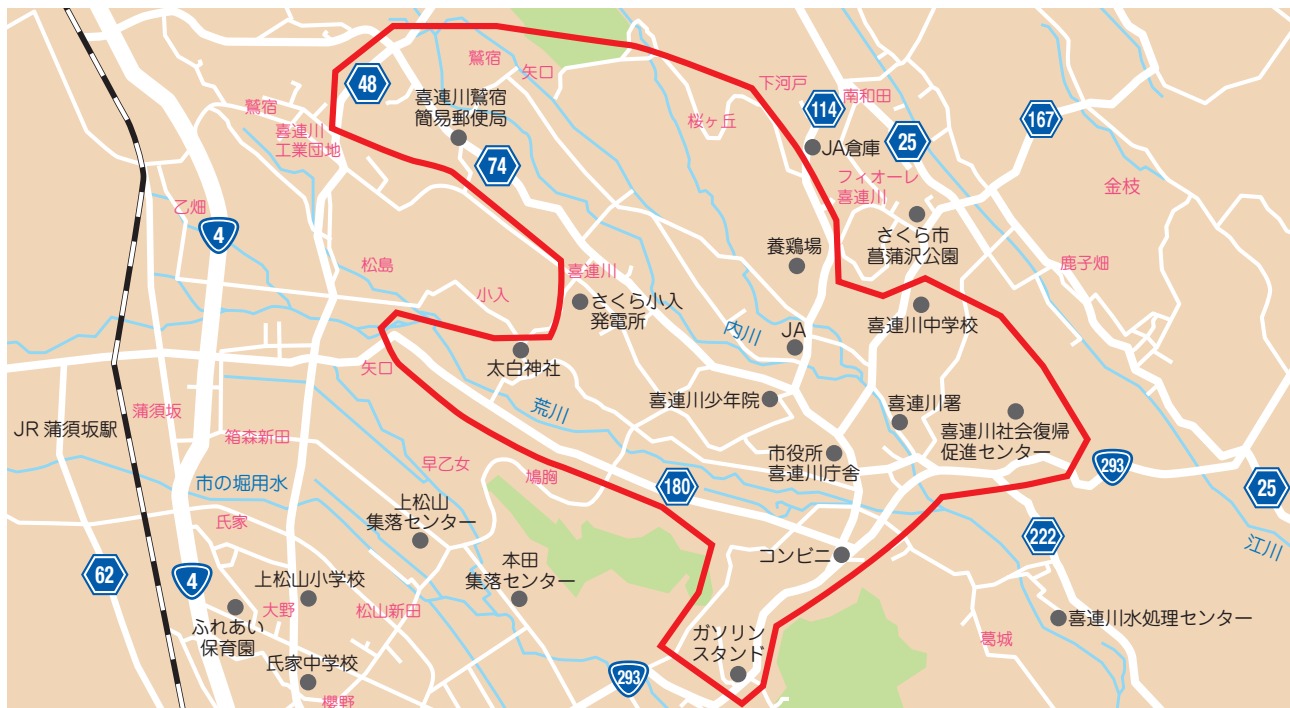 鷲宿
矢口
下河戸
48
喜連川鷲宿
簡易郵便局
南和田
114
鷲宿
喜連川
工業団地
桜ヶ丘
167
25
JA倉庫
74
フィオーレ
喜連川
金枝
乙畑
4
さくら市
菖蒲沢公園
養鶏場
松島
喜連川
鹿子畑
小入
さくら小入
発電所
喜連川中学校
内川
JA
矢口
太白神社
荒川
喜連川少年院
喜連川署
喜連川社会復帰
促進センター
蒲須坂
JR 蒲須坂駅
箱森新田
早乙女
鳩胸
市役所
喜連川庁舎
293
市の堀用水
180
25
氏家
上松山
集落センター
222
江川
コンビニ
本田
集落センター
62
4
上松山小学校
大野
松山新田
ふれあい
保育園
喜連川水処理センター
ガソリン
スタンド
葛城
氏家中学校
293
櫻野